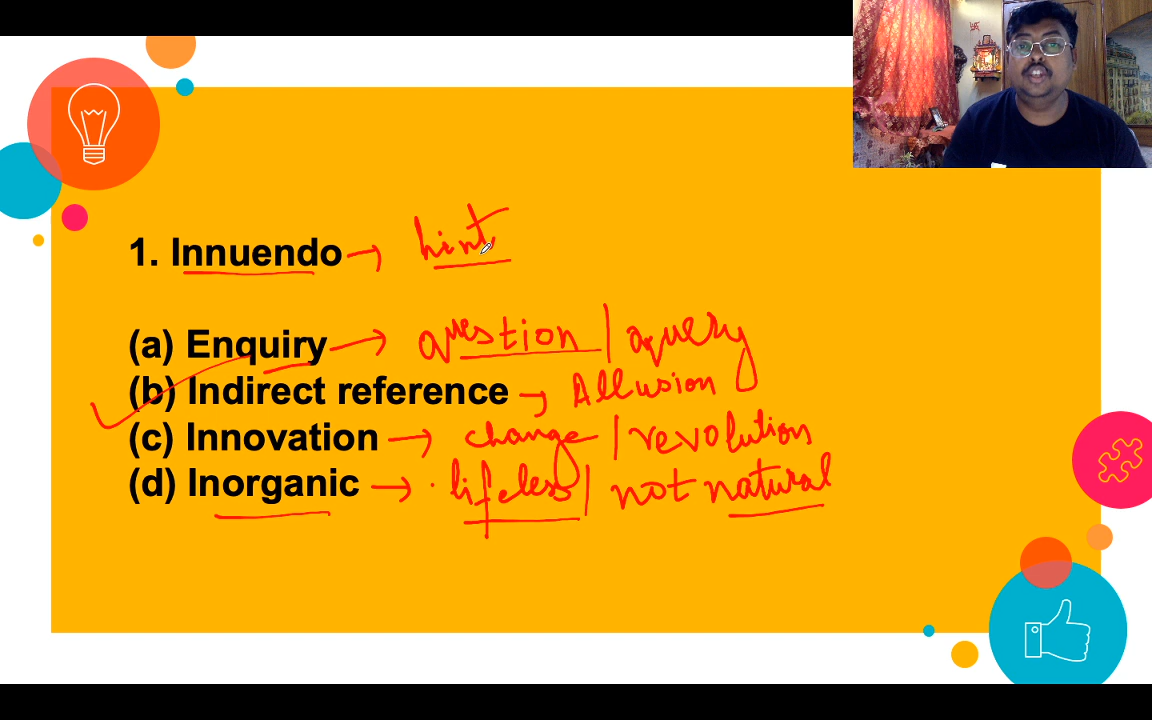 1. Innuendo → hint
(a) Enquiry → question / query
(b) Indirect reference → Allusion
(c) Innovation → change / revolution
(d) Inorganic → lifeless / not natural